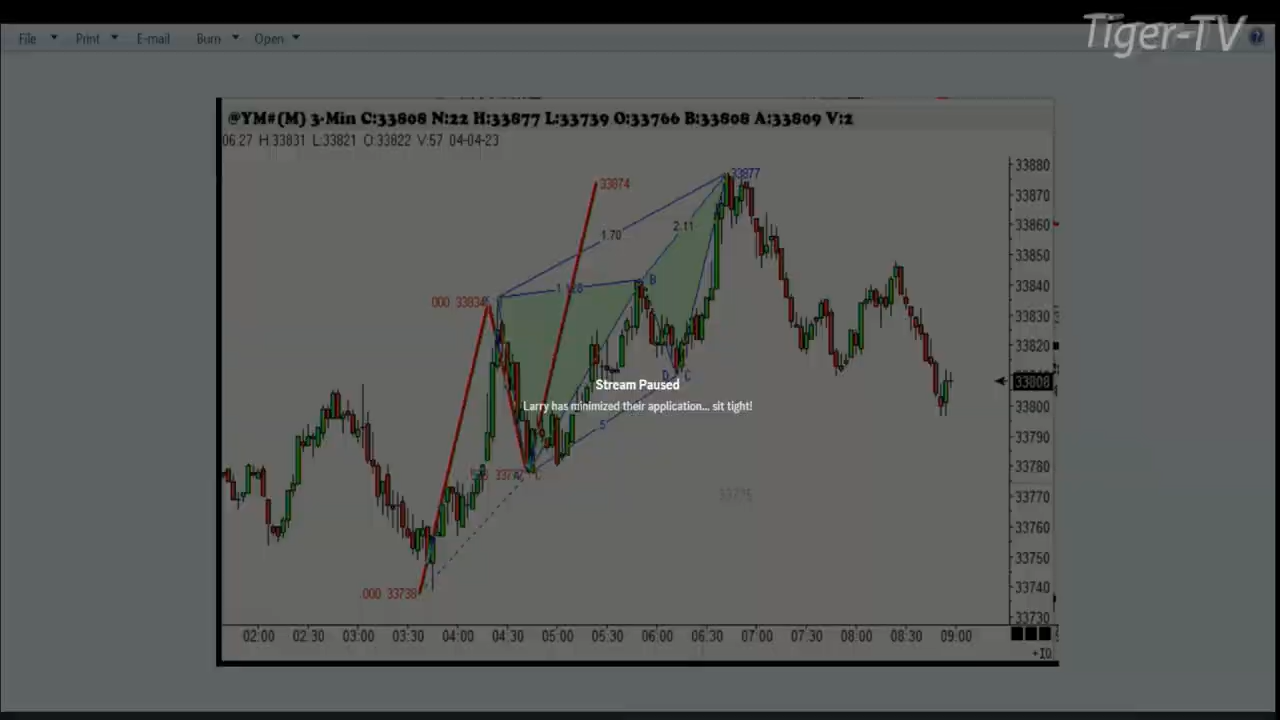 Tiger-TV
File Print E-mail Burn Open
@YM#(M) 3-Min C:33808 N:22 H:33877 L:33739 O:33766 B:33808 A:33809 V:2
06.27 H:33831 L:33821 O:33822 V:57 04-04-23
33880
33877
33874
33870
2.11
33860
1.70
33850
B
33840
000 33834
33830
33820
D C
Stream Paused
33808
Larry has minimized their application... sit tight!
33800
5
33790
33780
33775
33770
33760
33750
33740
.000 33738
33730
02:00 02:30 03:00 03:30 04:00 04:30 05:00 05:30 06:00 06:30 07:00 07:30 08:00 08:30 09:00